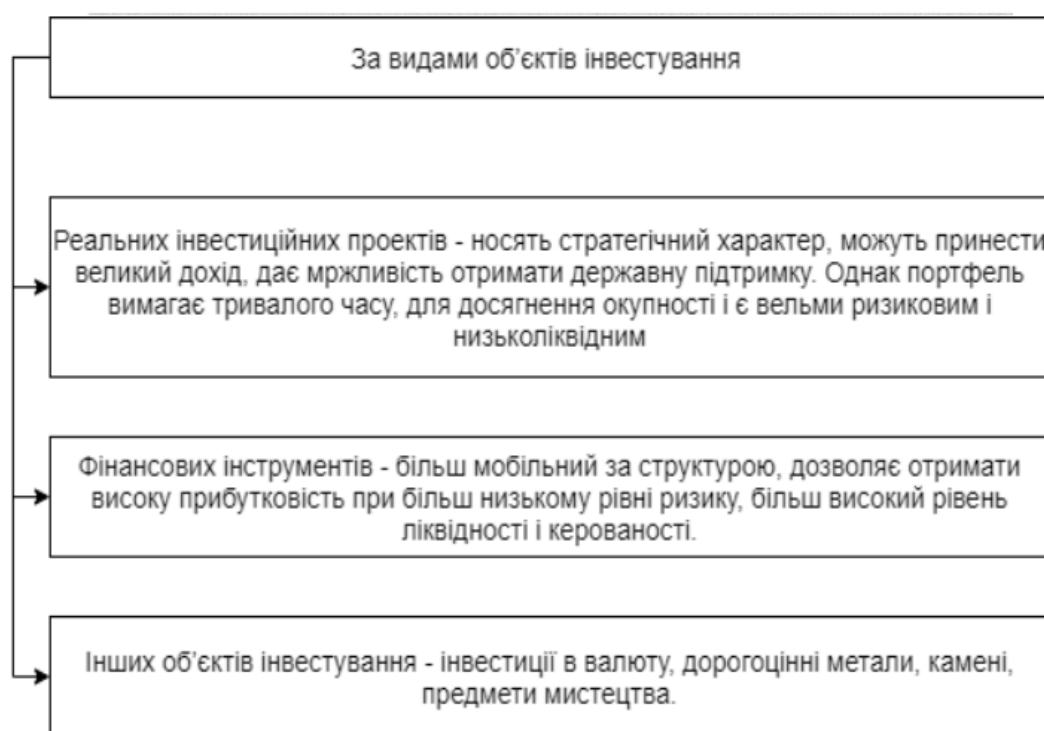 За видами об’єктів інвестування
Реальних інвестиційних проектів - носять стратегічний характер, можуть принести
великий дохід, дає мржливість отримати державну підтримку. Однак портфель
вимагає тривалого часу, для досягнення окупності і є вельми ризиковим і
низьколіквідним
Фінансових інструментів - більш мобільний за структурою, дозволяє отримати
високу прибутковість при більш низькому рівні ризику, більш високий рівень
ліквідності і керованості.
Інших об’єктів інвестування - інвестиції в валюту, дорогоцінні метали, камені,
предмети мистецтва.